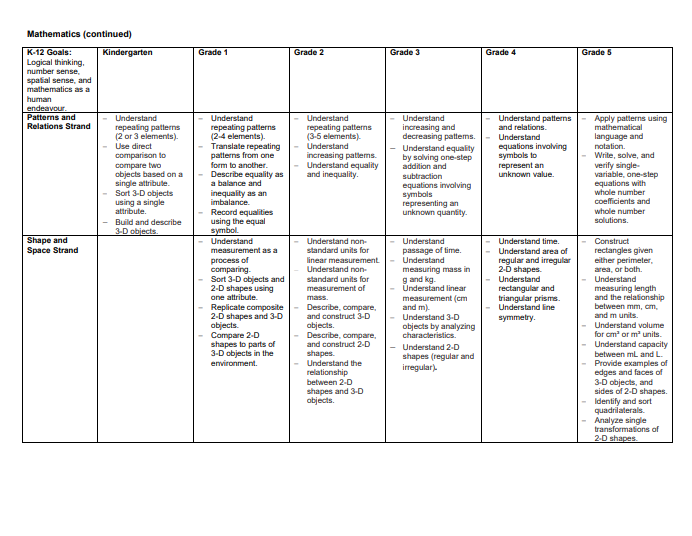 Mathematics (continued)
K-12 Goals:
Logical thinking,
number sense,
spatial sense, and
mathematics as a
human
endeavour.
Kindergarten
Grade 1
Grade 2
Grade 3
Grade 4
Grade 5
Patterns and
Relations Strand
– Understand
repeating patterns
(2 or 3 elements).
– Use direct
comparison to
compare two
objects based on a
single attribute.
– Sort 3-D objects
using a single
attribute.
– Build and describe
3-D objects.
– Understand
repeating patterns
(2-4 elements).
– Translate repeating
patterns from one
form to another.
– Describe equality as
a balance and
inequality as an
imbalance.
– Record equalities
using the equal
symbol.
– Understand
repeating patterns
(3-5 elements).
– Understand
increasing patterns.
– Understand equality
and inequality.
– Understand
increasing and
decreasing patterns.
– Understand equality
by solving one-step
addition and
subtraction
equations involving
symbols
representing an
unknown quantity.
– Understand patterns
and relations.
– Understand
equations involving
symbols to
represent an
unknown value.
– Apply patterns using
mathematical
language and
notation.
– Write, solve, and
verify single-
variable, one-step
equations with
whole number
coefficients and
whole number
solutions.
Shape and
Space Strand
– Understand
measurement as a
process of
comparing.
– Sort 3-D objects and
2-D shapes using
one attribute.
– Replicate composite
2-D shapes and 3-D
objects.
– Compare 2-D
shapes to parts of
3-D objects in the
environment.
– Understand non-
standard units for
linear measurement.
– Understand non-
standard units for
measurement of
mass.
– Describe, compare,
and construct 3-D
objects.
– Describe, compare,
and construct 2-D
shapes.
– Understand the
relationship
between 2-D
shapes and 3-D
objects.
– Understand
passage of time.
– Understand
measuring mass in
g and kg.
– Understand linear
measurement (cm
and m).
– Understand 3-D
objects by analyzing
characteristics.
– Understand 2-D
shapes (regular and
irregular).
– Understand time.
– Understand area of
regular and irregular
2-D shapes.
– Understand
rectangular and
triangular prisms.
– Understand line
symmetry.
– Construct
rectangles given
either perimeter,
area, or both.
– Understand
measuring length
and the relationship
between mm, cm,
and m units.
– Understand volume
for cm³ or m³ units.
– Understand capacity
between mL and L.
– Provide examples of
edges and faces of
3-D objects, and
sides of 2-D shapes.
– Identify and sort
quadrilaterals.
– Analyze single
transformations of
2-D shapes.